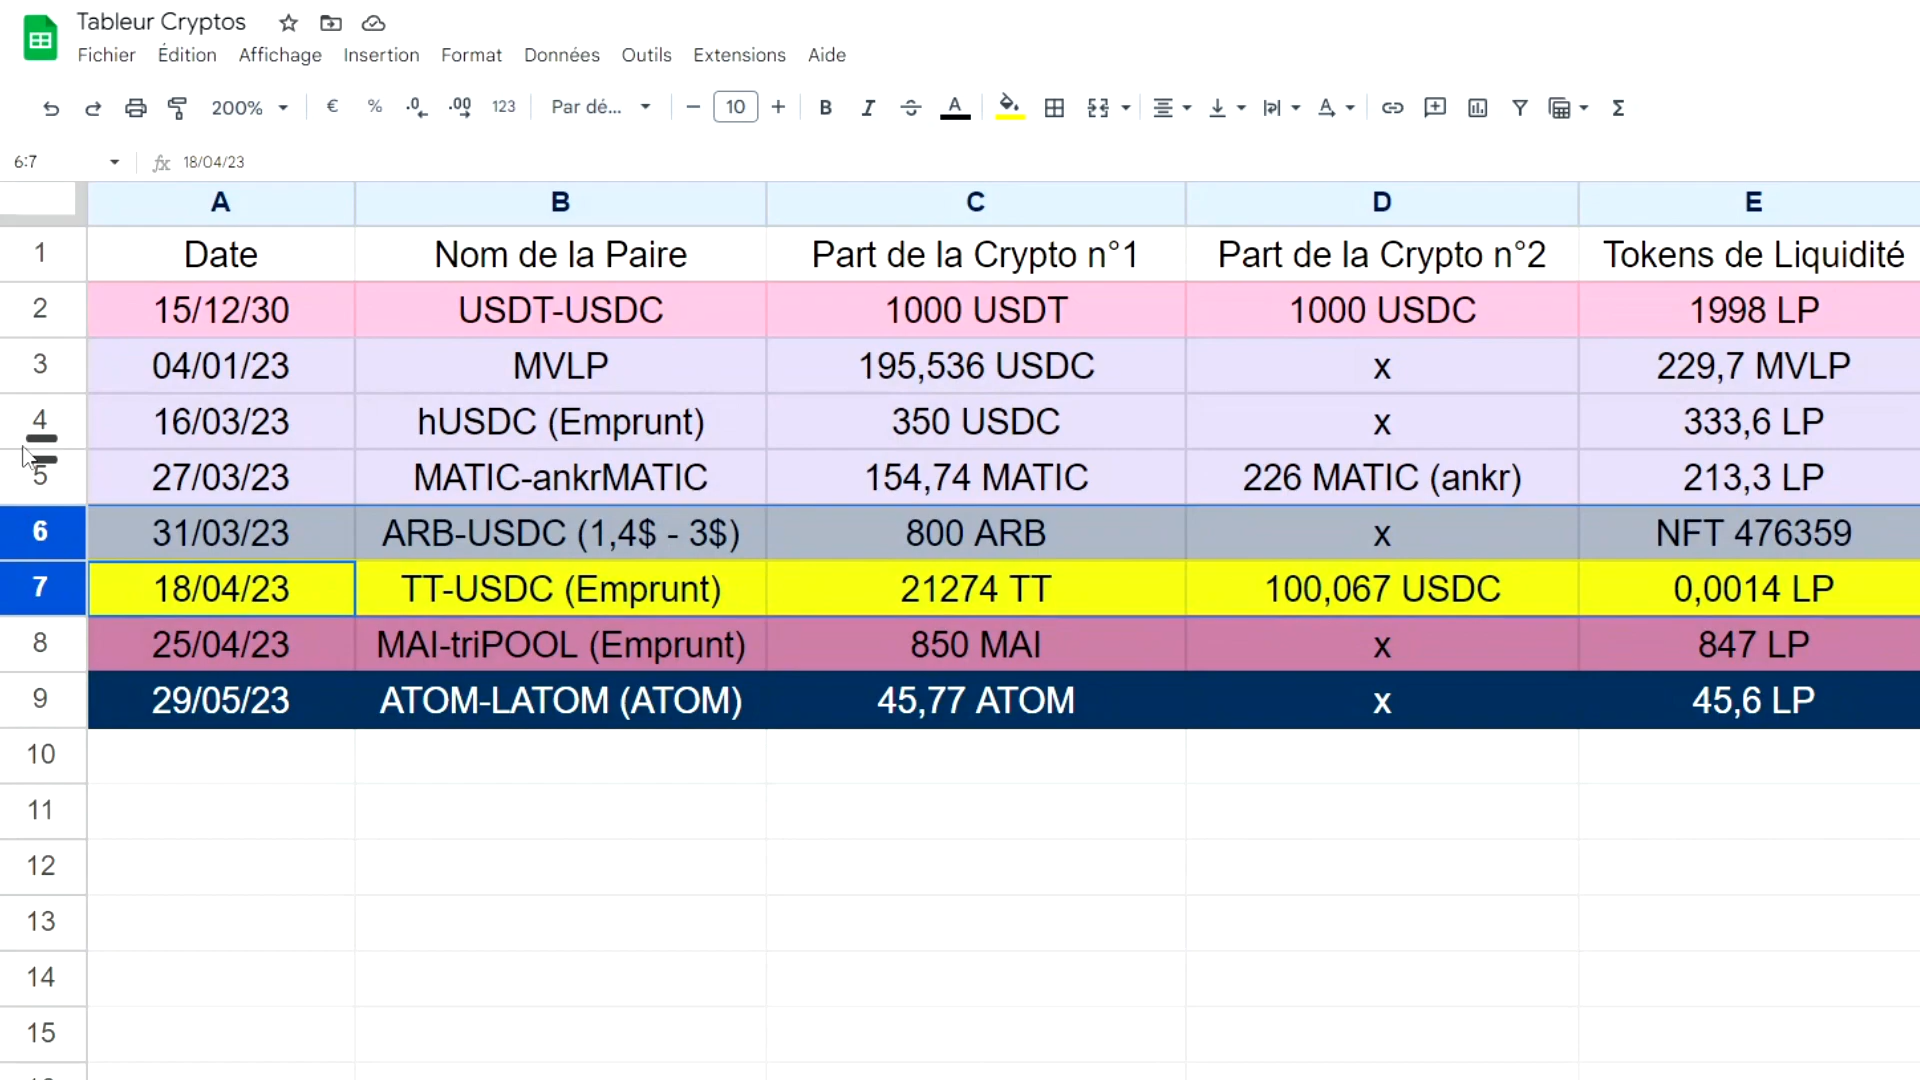 Tableur Cryptos
Fichier Édition Affichage Insertion Format Données Outils Extensions Aide
200% € % .0 .00 123 Par dé... − 10 + B I S A Σ
6:7 fx 18/04/23
A B C D E
1 Date Nom de la Paire Part de la Crypto n°1 Part de la Crypto n°2 Tokens de Liquidité
2 15/12/30 USDT-USDC 1000 USDT 1000 USDC 1998 LP
3 04/01/23 MVLP 195,536 USDC x 229,7 MVLP
4 16/03/23 hUSDC (Emprunt) 350 USDC x 333,6 LP
5 27/03/23 MATIC-ankrMATIC 154,74 MATIC 226 MATIC (ankr) 213,3 LP
6 31/03/23 ARB-USDC (1,4$ - 3$) 800 ARB x NFT 476359
7 18/04/23 TT-USDC (Emprunt) 21274 TT 100,067 USDC 0,0014 LP
8 25/04/23 MAI-triPOOL (Emprunt) 850 MAI x 847 LP
9 29/05/23 ATOM-LATOM (ATOM) 45,77 ATOM x 45,6 LP
10
11
12
13
14
15